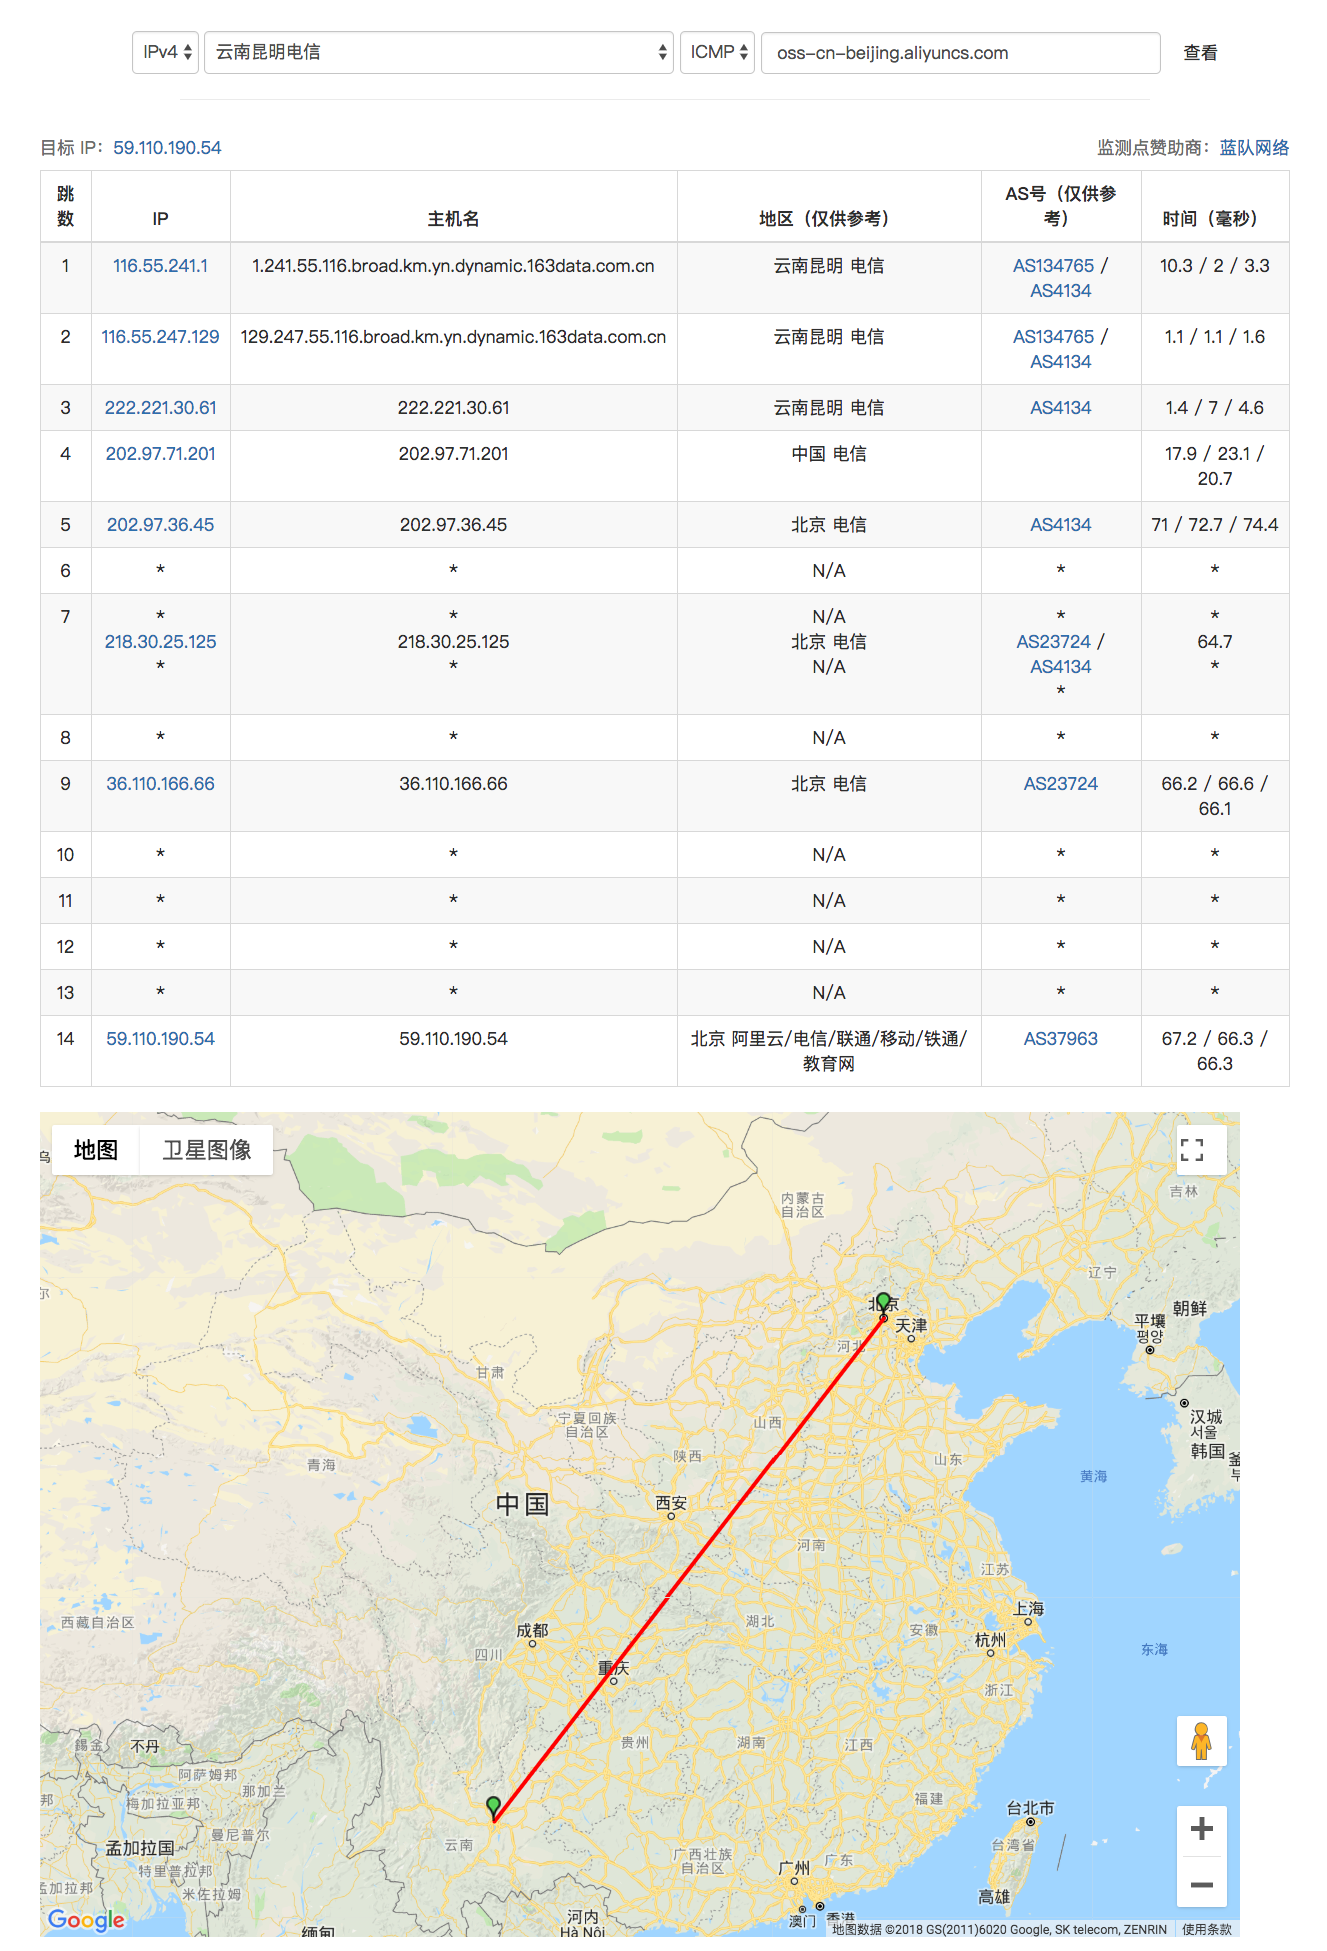 IPv4 云南昆明电信 ICMP oss-cn-beijing.aliyuncs.com 查看
目标 IP：59.110.190.54 监测点赞助商：蓝队网络
跳数 IP 主机名 地区（仅供参考） AS号（仅供参考） 时间（毫秒）
1 116.55.241.1 1.241.55.116.broad.km.yn.dynamic.163data.com.cn 云南昆明 电信 AS134765 / AS4134 10.3 / 2 / 3.3
2 116.55.247.129 129.247.55.116.broad.km.yn.dynamic.163data.com.cn 云南昆明 电信 AS134765 / AS4134 1.1 / 1.1 / 1.6
3 222.221.30.61 222.221.30.61 云南昆明 电信 AS4134 1.4 / 7 / 4.6
4 202.97.71.201 202.97.71.201 中国 电信 17.9 / 23.1 / 20.7
5 202.97.36.45 202.97.36.45 北京 电信 AS4134 71 / 72.7 / 74.4
6 * * N/A * *
7 * * N/A * *
218.30.25.125 218.30.25.125 北京 电信 AS23724 / AS4134 64.7
* * N/A * *
8 * * N/A * *
9 36.110.166.66 36.110.166.66 北京 电信 AS23724 66.2 / 66.6 / 66.1
10 * * N/A * *
11 * * N/A * *
12 * * N/A * *
13 * * N/A * *
14 59.110.190.54 59.110.190.54 北京 阿里云/电信/联通/移动/铁通/教育网 AS37963 67.2 / 66.3 / 66.3
地图 卫星图像
吉林
内蒙古
自治区
辽宁
北京
朝鲜
平壤
평양
天津
河北
甘肃
宁夏回族
自治区
山西
汉城
서울
韩国
陕西
山东
青海
黄海
中国
西安
河南
江苏
上海
西藏自治区
湖北
安徽
成都
杭州
东海
四川
重庆
浙江
贵州
湖南
江西
錫金
不丹
阿萨姆邦
那加兰
梅加拉亚邦
福建
台北市
曼尼普尔
云南
台湾省
孟加拉国
广西壮族
自治区
广东
广州
特里普拉邦
米佐拉姆
高雄
Google
缅甸
河内
Hà Nội
澳门
香港
地图数据 ©2018 GS(2011)6020 Google, SK telecom, ZENRIN 使用条款